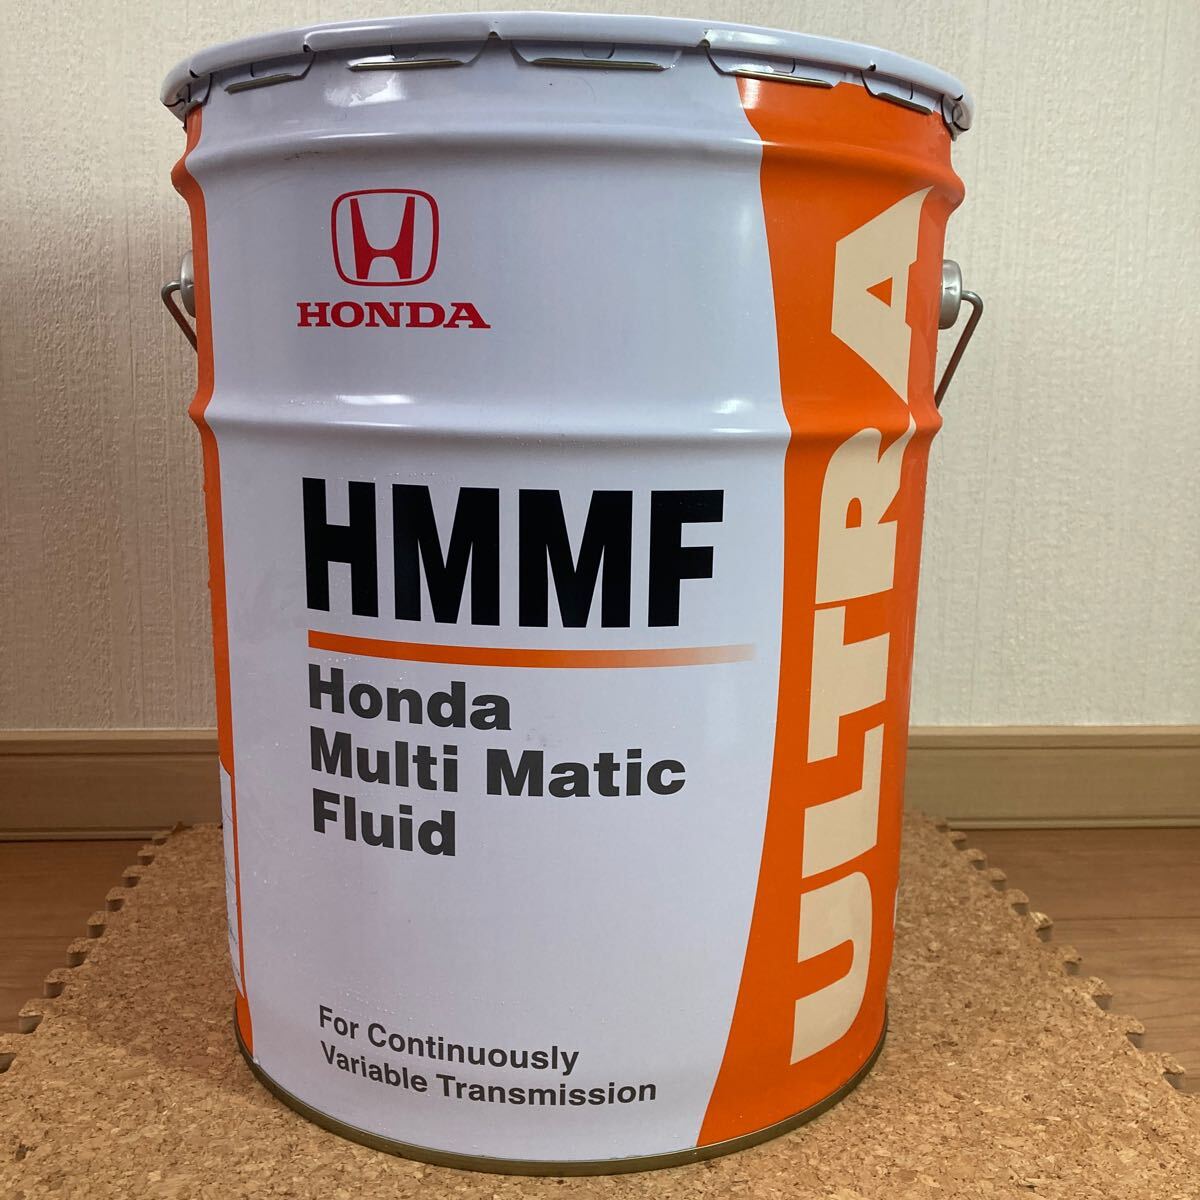 HONDA
HMMF
Honda
Multi Matic
Fluid
For Continuously
Variable Transmission
ULTRA